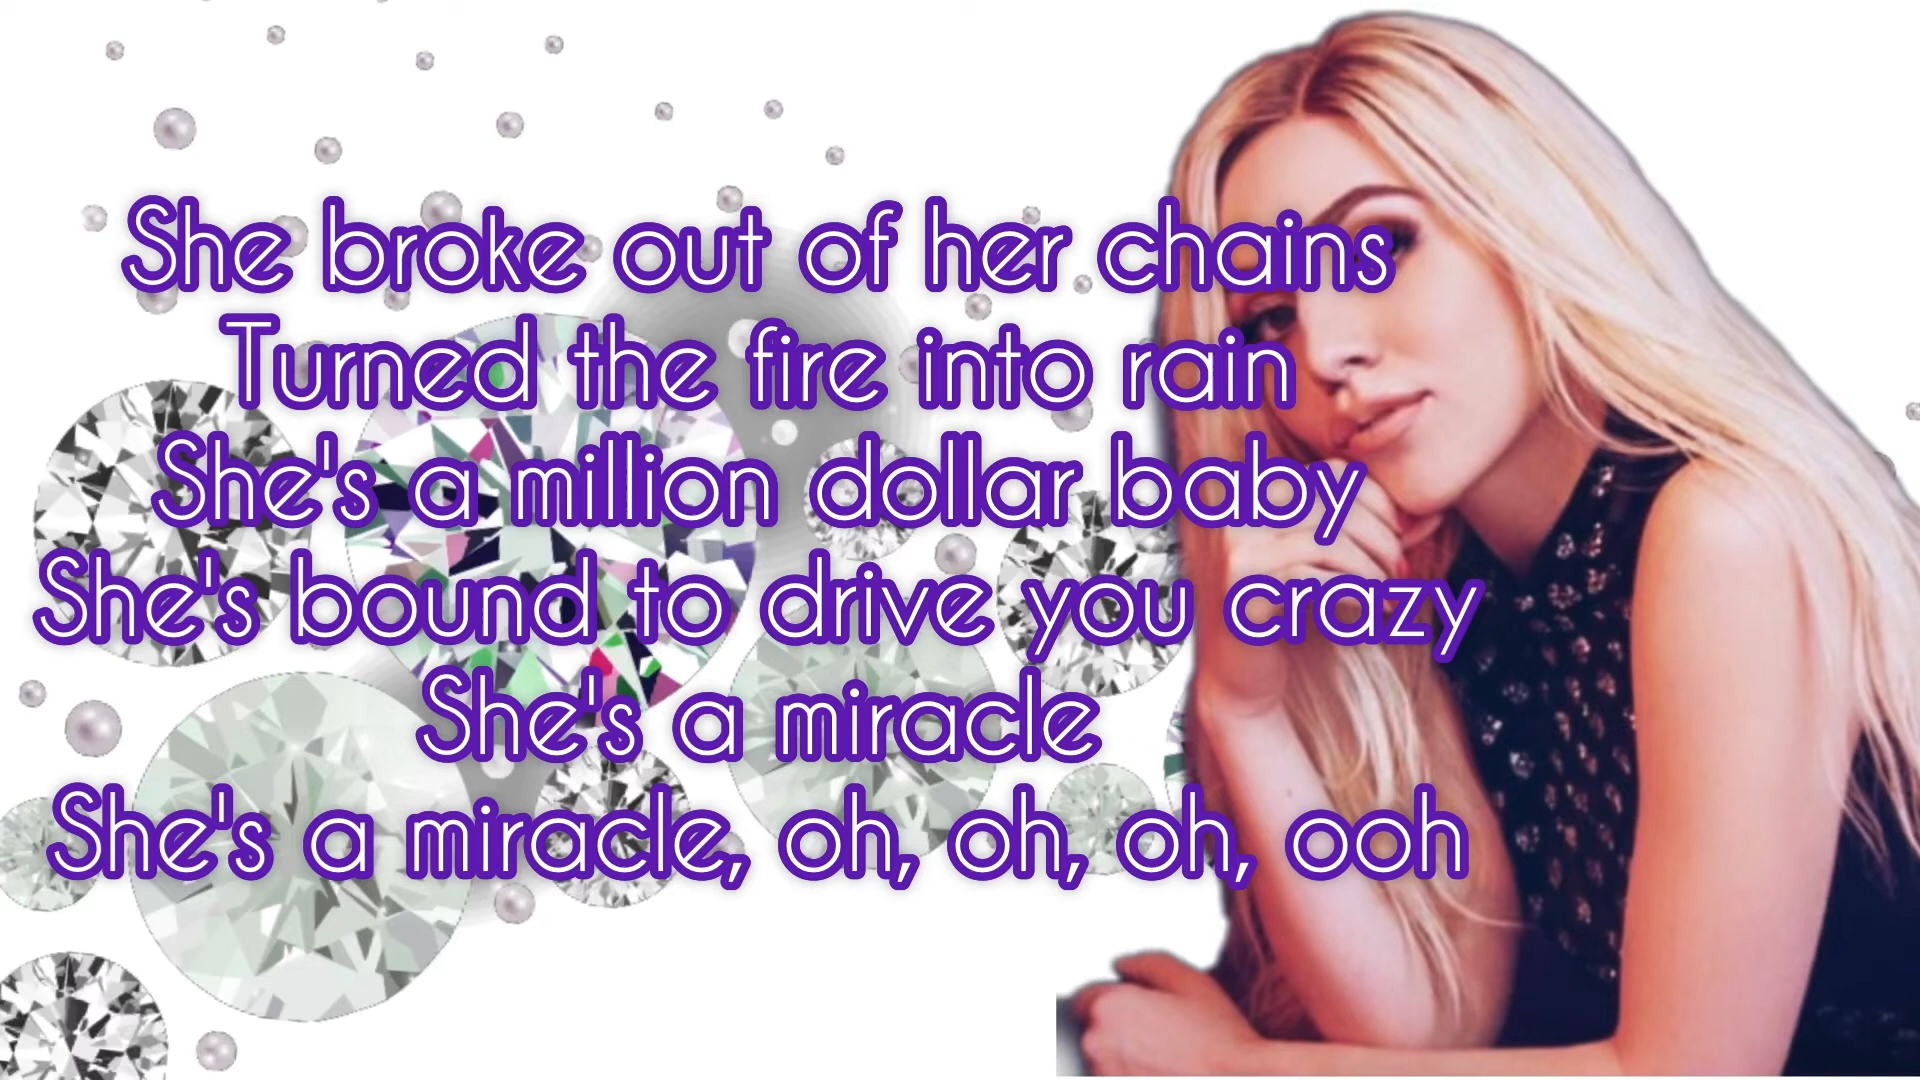 She broke out of her chains
Turned the fire into rain
She's a million dollar baby
She's bound to drive you crazy
She's a miracle
She's a miracle, oh, oh, oh, ooh